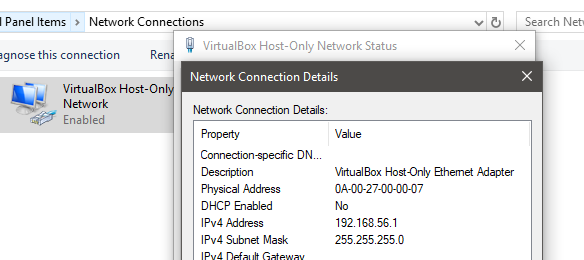 l Panel Items > Network Connections
Search Netw
agnose this connection Rena
VirtualBox Host-Only Network Status
VirtualBox Host-Only
Network
Enabled
Network Connection Details
Network Connection Details:
Property Value
Connection-specific DN...
Description VirtualBox Host-Only Ethernet Adapter
Physical Address 0A-00-27-00-00-07
DHCP Enabled No
IPv4 Address 192.168.56.1
IPv4 Subnet Mask 255.255.255.0
IPv4 Default Gateway